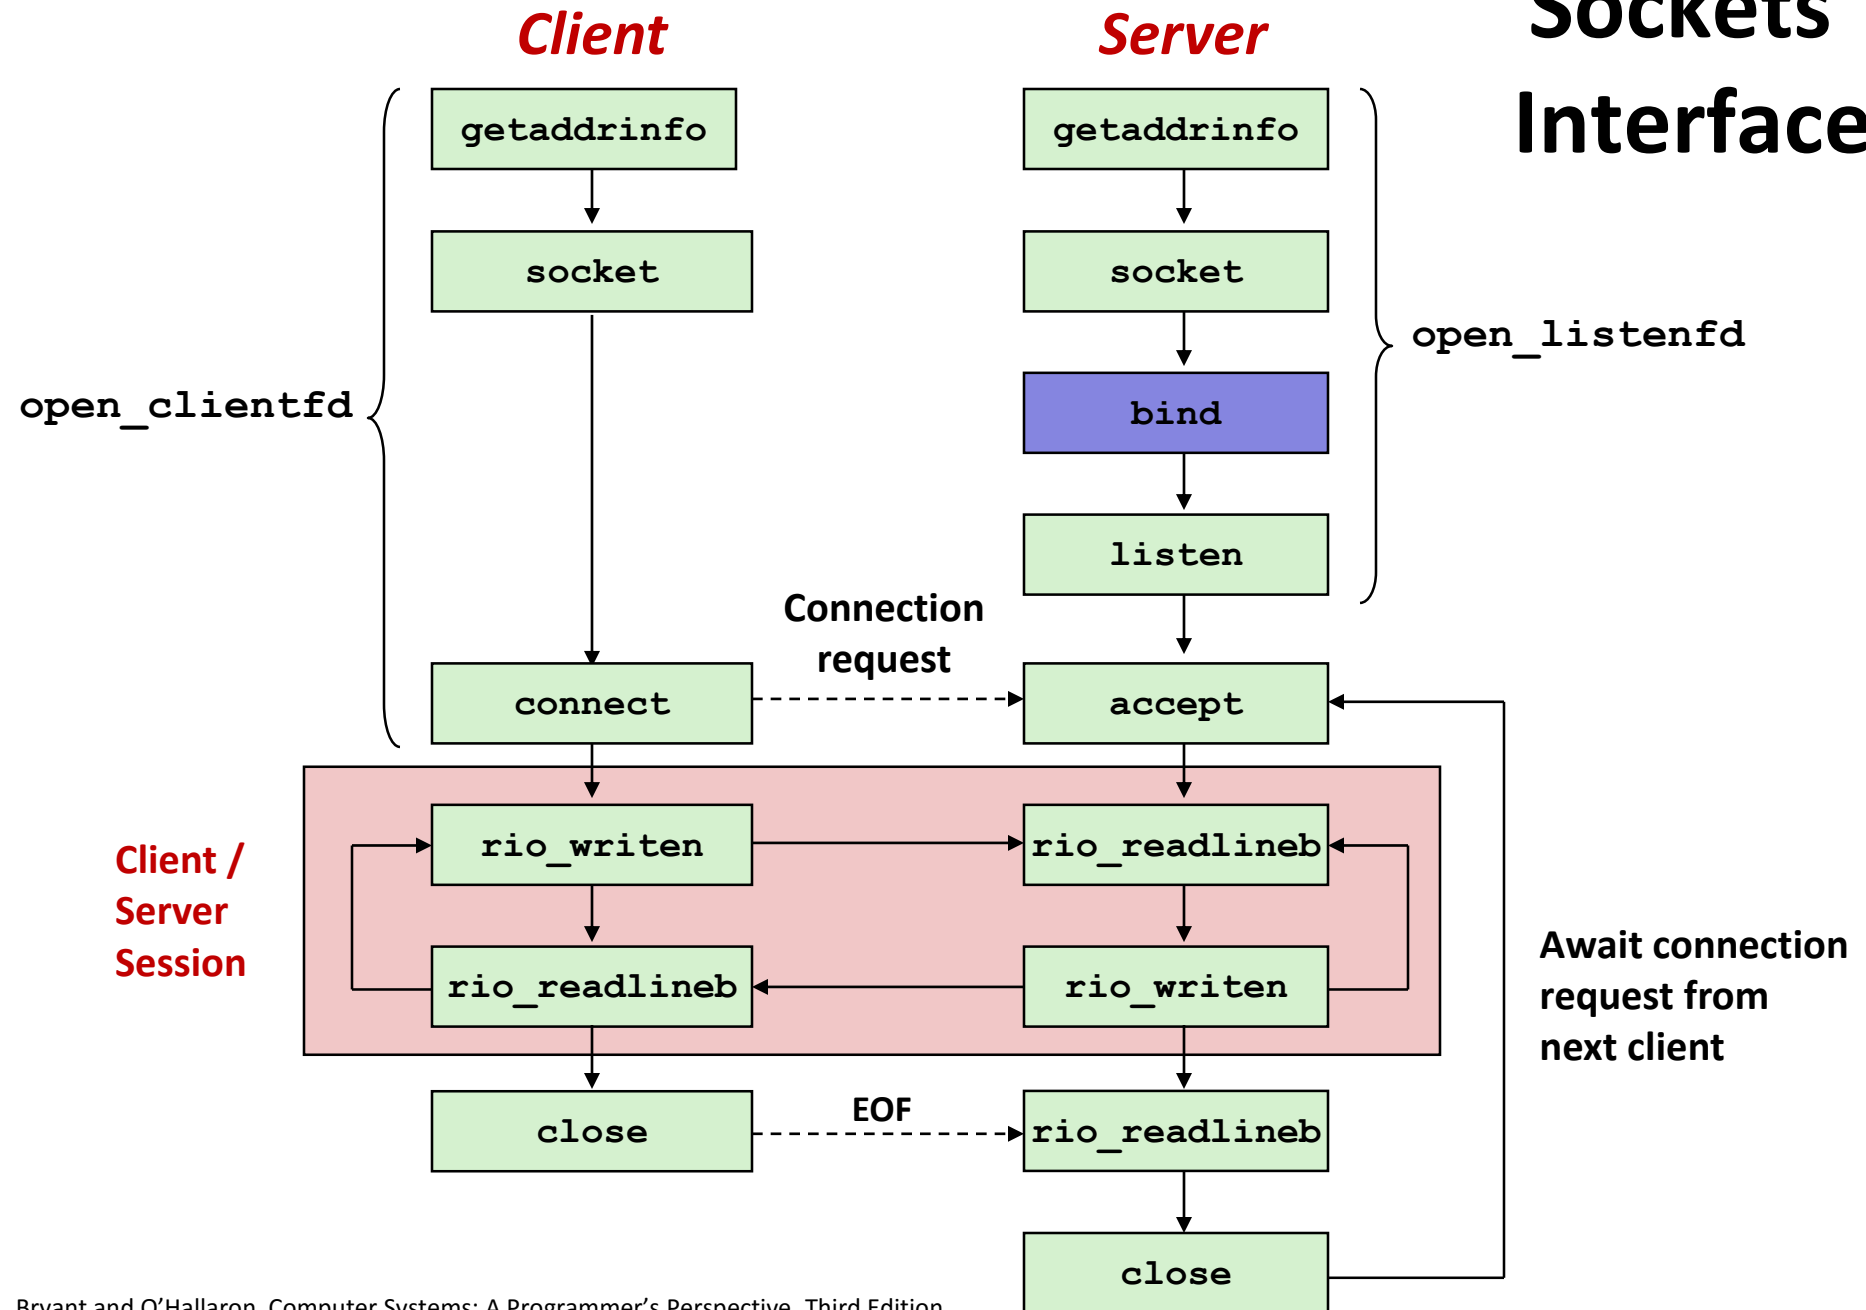 Client
Server
Sockets
Interface
getaddrinfo
getaddrinfo
socket
socket
open_listenfd
open_clientfd
bind
listen
Connection
request
connect
accept
Client /
Server
Session
rio_writen
rio_readlineb
rio_readlineb
rio_writen
Await connection
request from
next client
close
EOF
rio_readlineb
close
Bryant and O'Hallaron, Computer Systems: A Programmer's Perspective, Third Edition